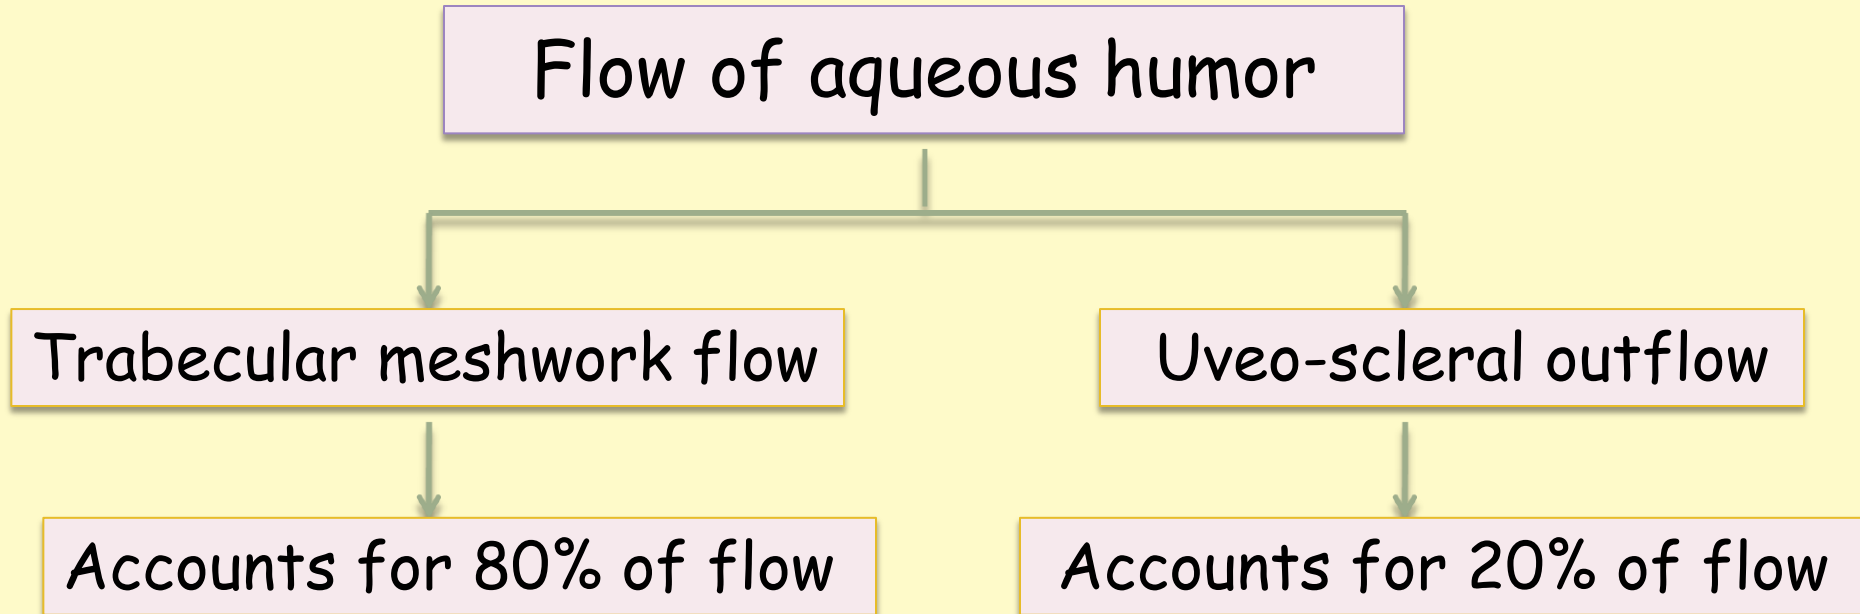 Flow of aqueous humor
Trabecular meshwork flow
Uveo-scleral outflow
Accounts for 80% of flow
Accounts for 20% of flow